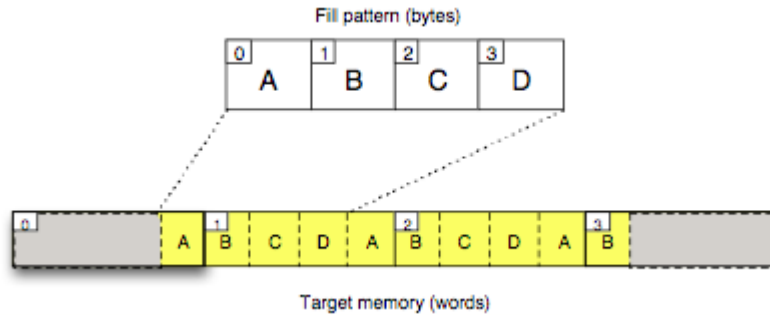 Fill pattern (bytes)
0 1 2 3
A B C D
0 1 2 3
A B C D A B C D A B
Target memory (words)